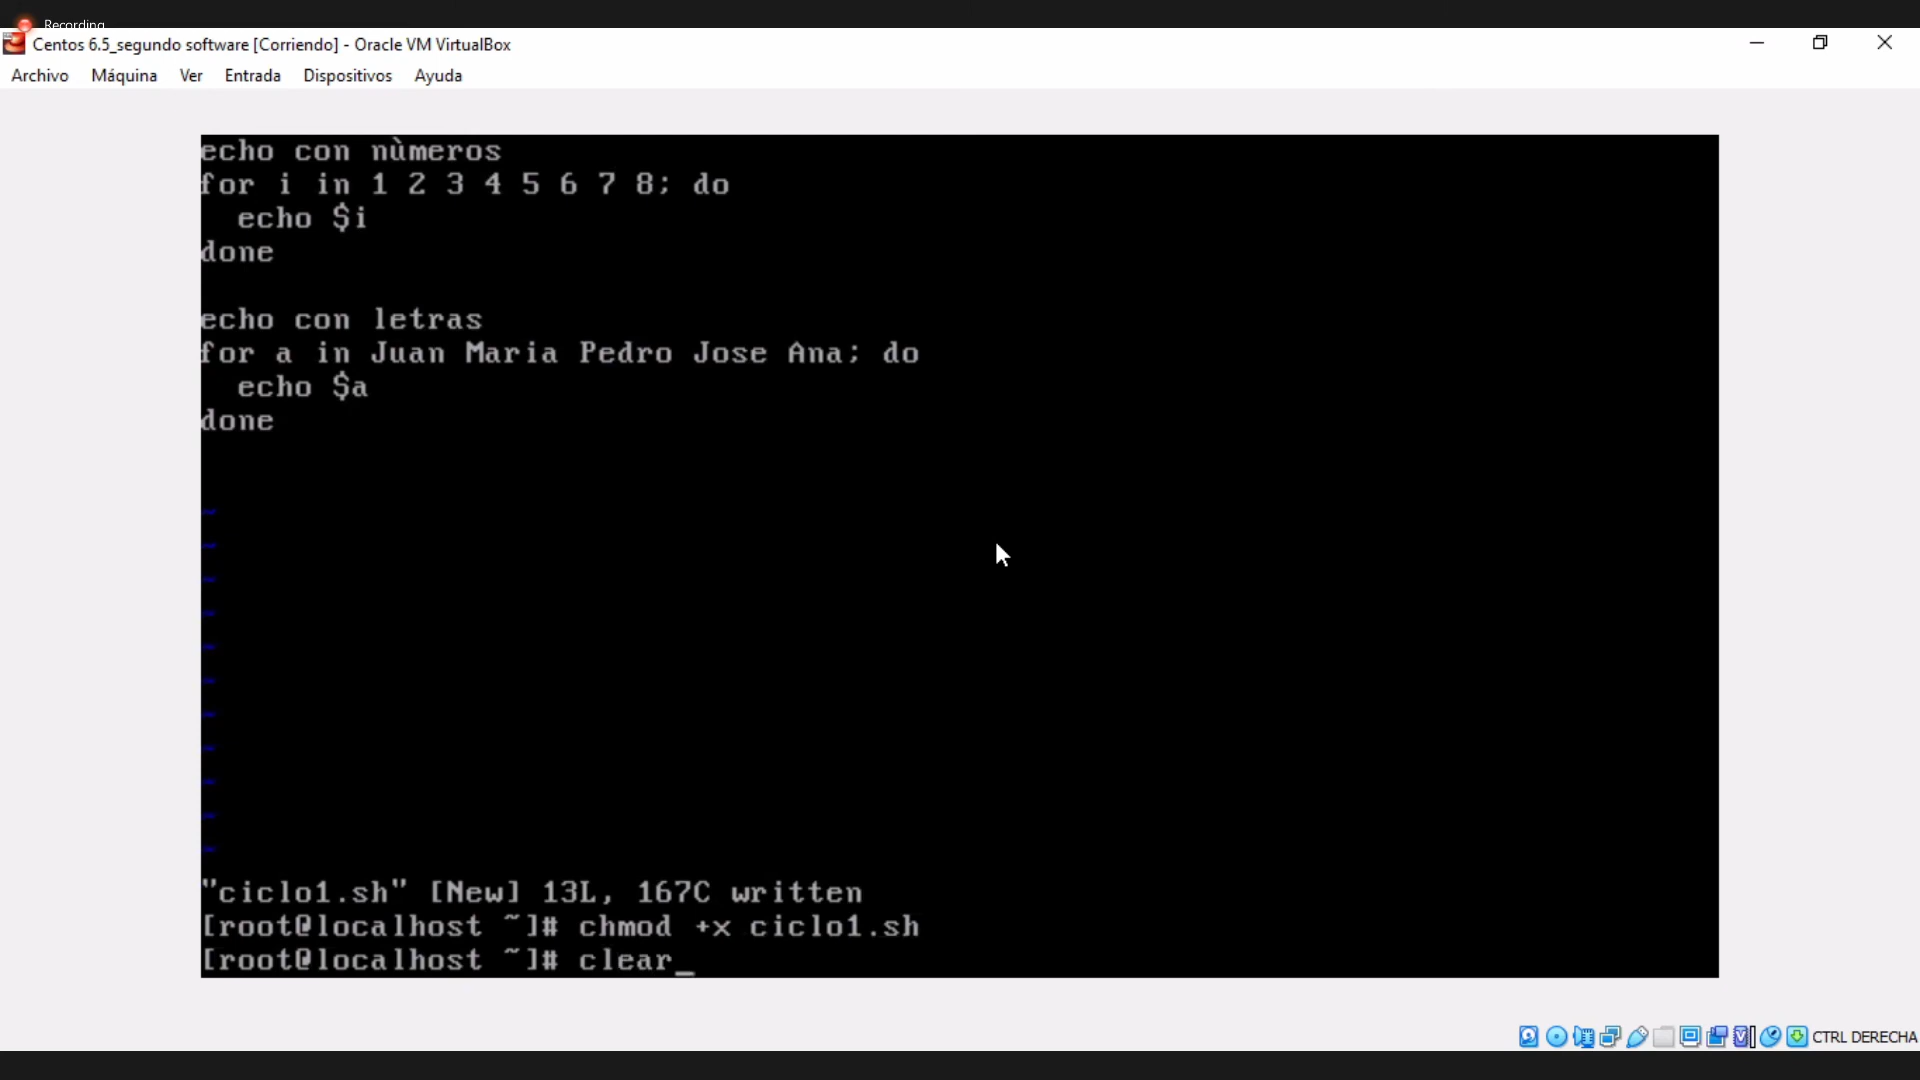 Recording
Centos 6.5_segundo software [Corriendo] - Oracle VM VirtualBox
Archivo Máquina Ver Entrada Dispositivos Ayuda
echo con nùmeros
for i in 1 2 3 4 5 6 7 8; do
  echo $i
done
echo con letras
for a in Juan Maria Pedro Jose Ana; do
  echo $a
done
~
~
~
~
~
~
~
~
~
~
~
"ciclo1.sh" [New] 13L, 167C written
[root@localhost ~]# chmod +x ciclo1.sh
[root@localhost ~]# clear_
CTRL DERECHA